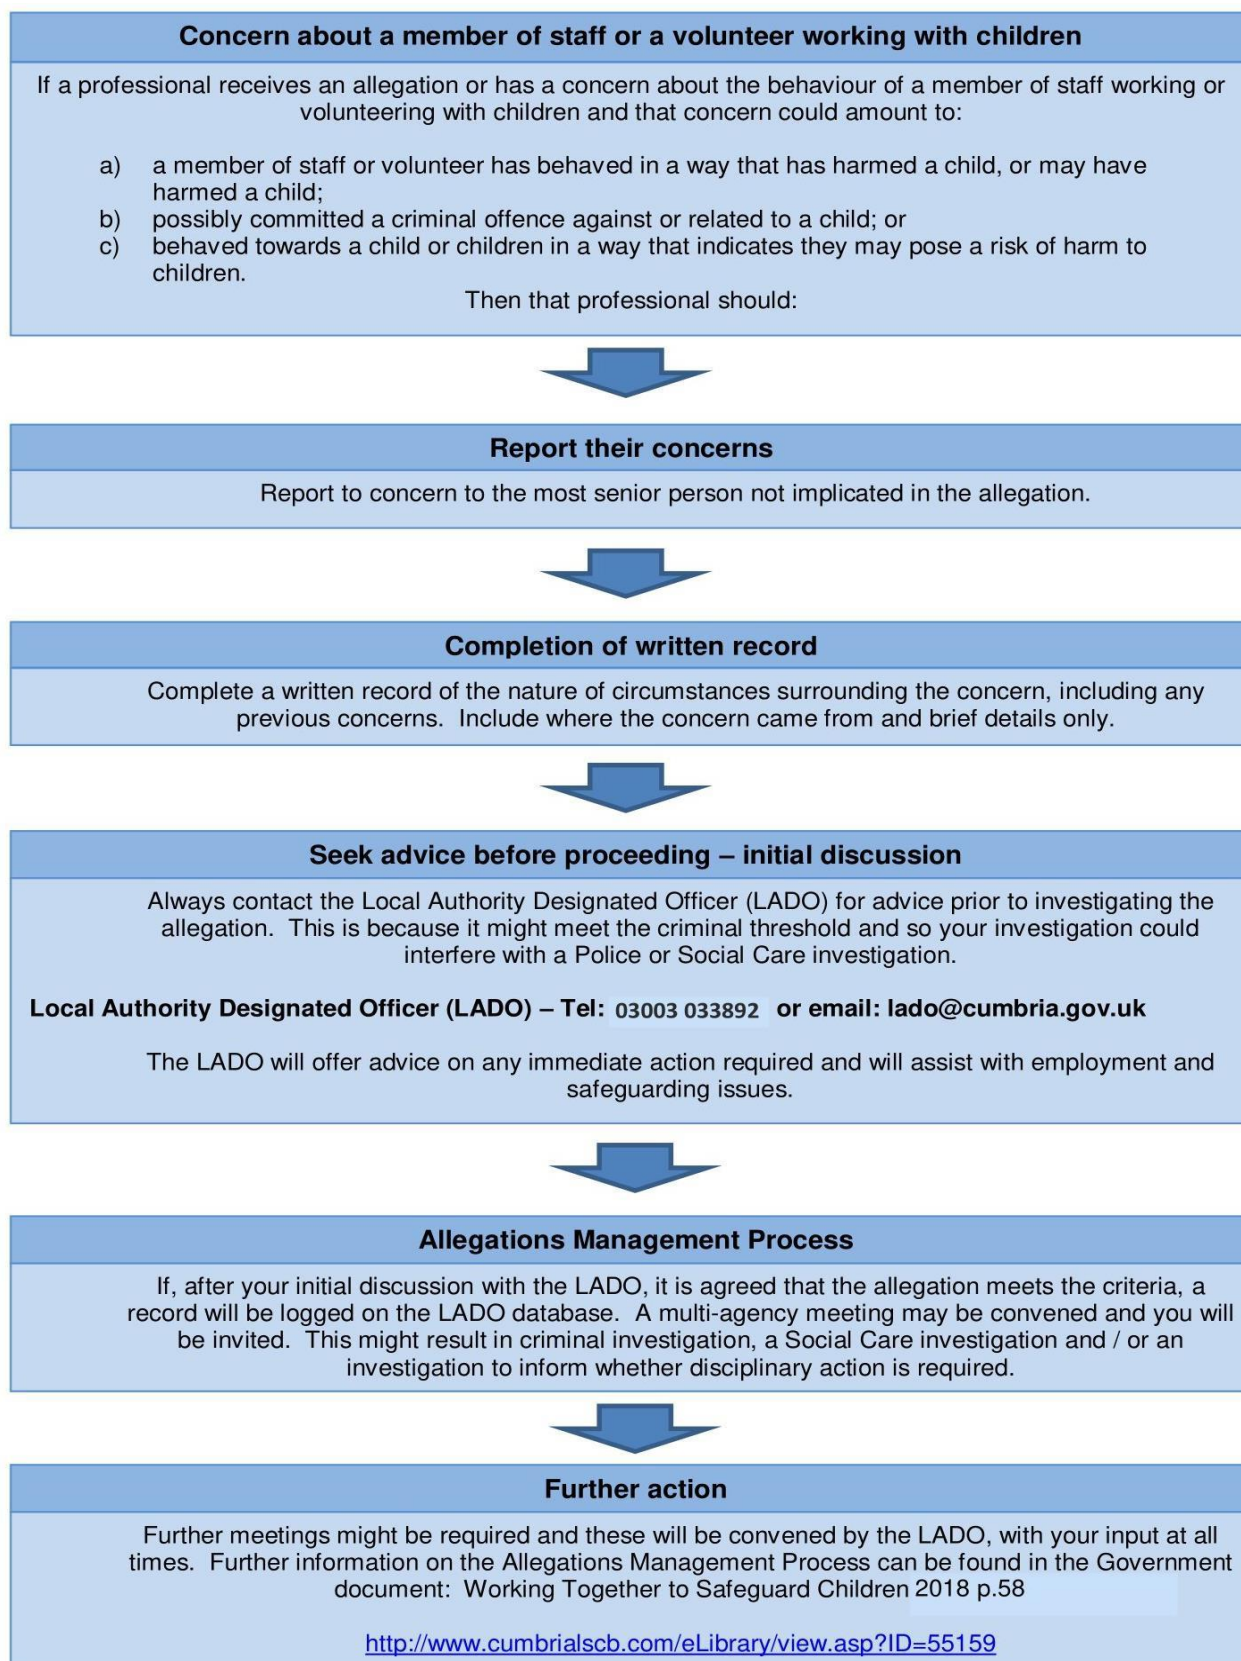 Concern about a member of staff or a volunteer working with children
If a professional receives an allegation or has a concern about the behaviour of a member of staff working or
volunteering with children and that concern could amount to:
a) a member of staff or volunteer has behaved in a way that has harmed a child, or may have
harmed a child;
b) possibly committed a criminal offence against or related to a child; or
c) behaved towards a child or children in a way that indicates they may pose a risk of harm to
children.
Then that professional should:
Report their concerns
Report to concern to the most senior person not implicated in the allegation.
Completion of written record
Complete a written record of the nature of circumstances surrounding the concern, including any
previous concerns. Include where the concern came from and brief details only.
Seek advice before proceeding – initial discussion
Always contact the Local Authority Designated Officer (LADO) for advice prior to investigating the
allegation. This is because it might meet the criminal threshold and so your investigation could
interfere with a Police or Social Care investigation.
Local Authority Designated Officer (LADO) – Tel: 03003 033892 or email: lado@cumbria.gov.uk
The LADO will offer advice on any immediate action required and will assist with employment and
safeguarding issues.
Allegations Management Process
If, after your initial discussion with the LADO, it is agreed that the allegation meets the criteria, a
record will be logged on the LADO database. A multi-agency meeting may be convened and you will
be invited. This might result in criminal investigation, a Social Care investigation and / or an
investigation to inform whether disciplinary action is required.
Further action
Further meetings might be required and these will be convened by the LADO, with your input at all
times. Further information on the Allegations Management Process can be found in the Government
document: Working Together to Safeguard Children 2018 p.58
http://www.cumbrialscb.com/eLibrary/view.asp?ID=55159